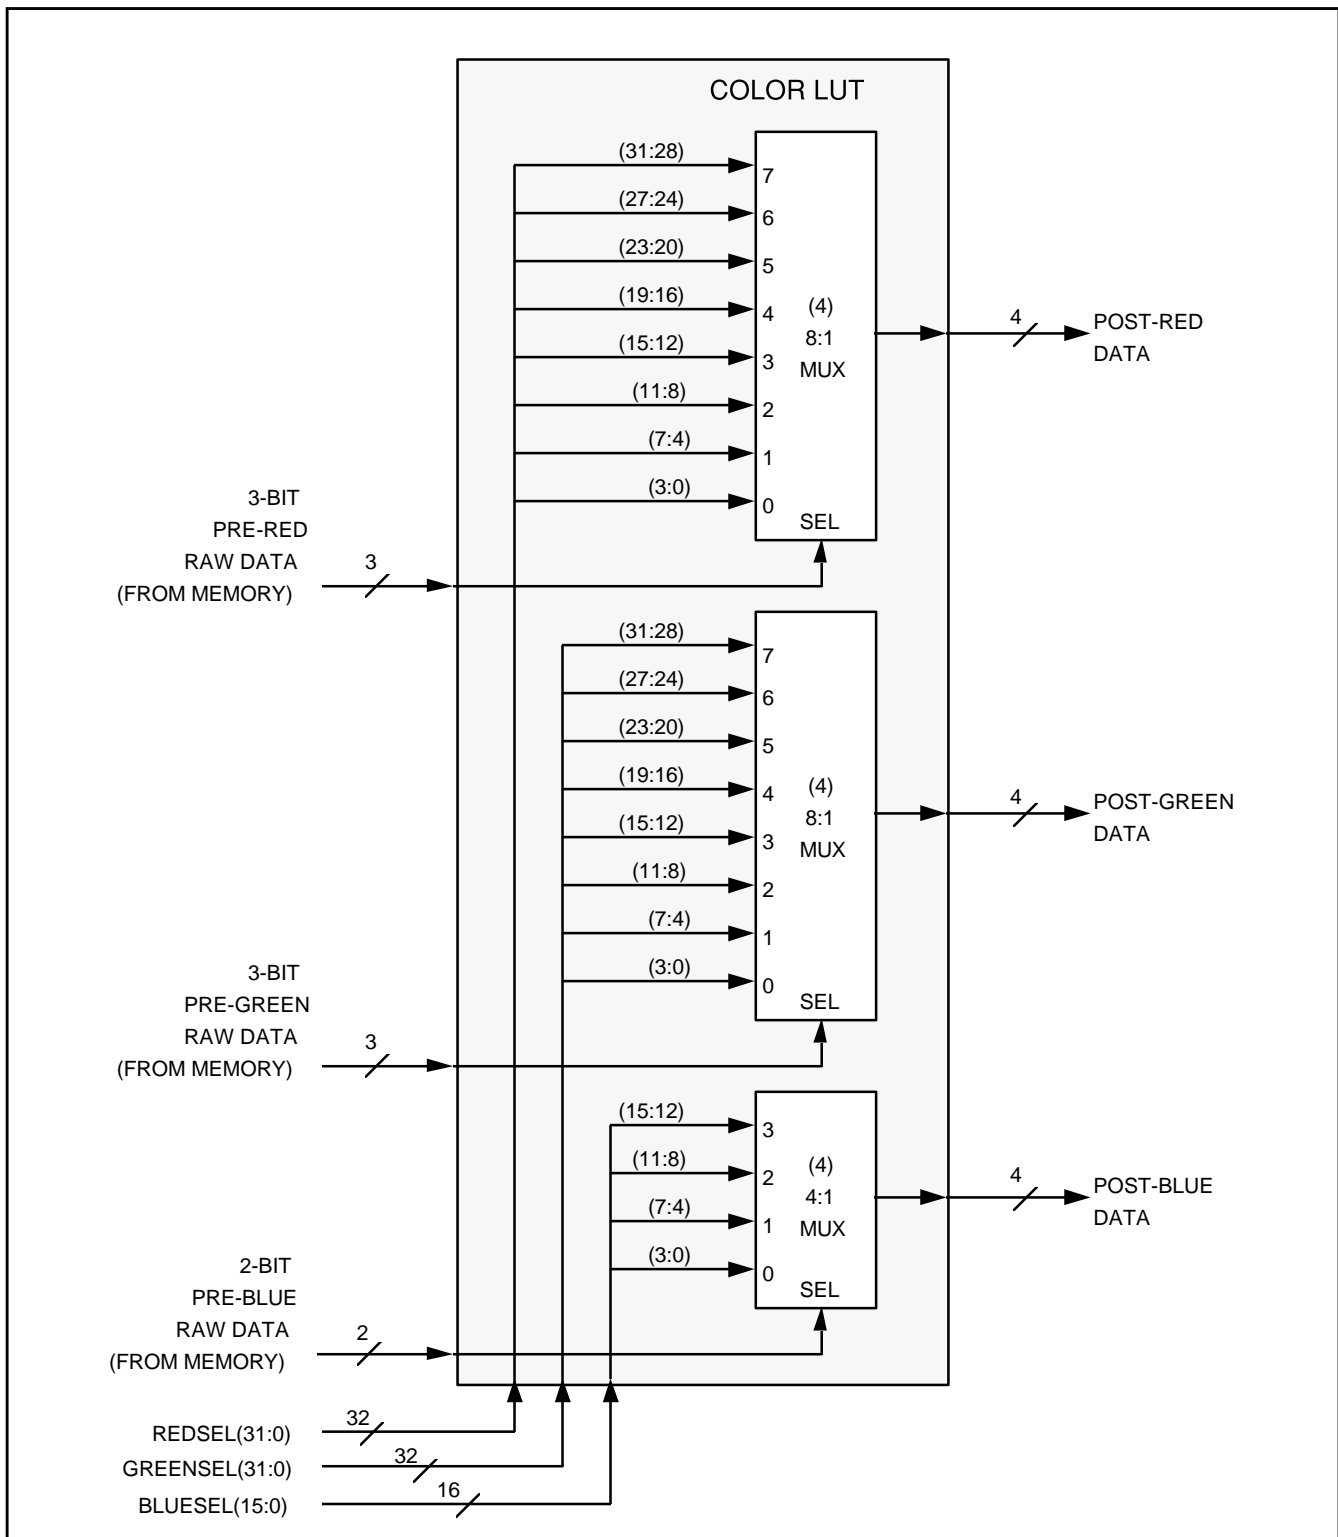 COLOR LUT
(31:28)
7
(27:24)
6
(23:20)
5
(19:16)
4
(15:12)
3
(11:8)
2
(7:4)
1
(3:0)
0
(4)
8:1
MUX
SEL
4
POST-RED
DATA
3-BIT
PRE-RED
RAW DATA
(FROM MEMORY)
3
(31:28)
7
(27:24)
6
(23:20)
5
(19:16)
4
(15:12)
3
(11:8)
2
(7:4)
1
(3:0)
0
(4)
8:1
MUX
SEL
4
POST-GREEN
DATA
3-BIT
PRE-GREEN
RAW DATA
(FROM MEMORY)
3
(15:12)
3
(11:8)
2
(7:4)
1
(3:0)
0
(4)
4:1
MUX
SEL
4
POST-BLUE
DATA
2-BIT
PRE-BLUE
RAW DATA
(FROM MEMORY)
2
REDSEL(31:0)
32
GREENSEL(31:0)
32
BLUESEL(15:0)
16